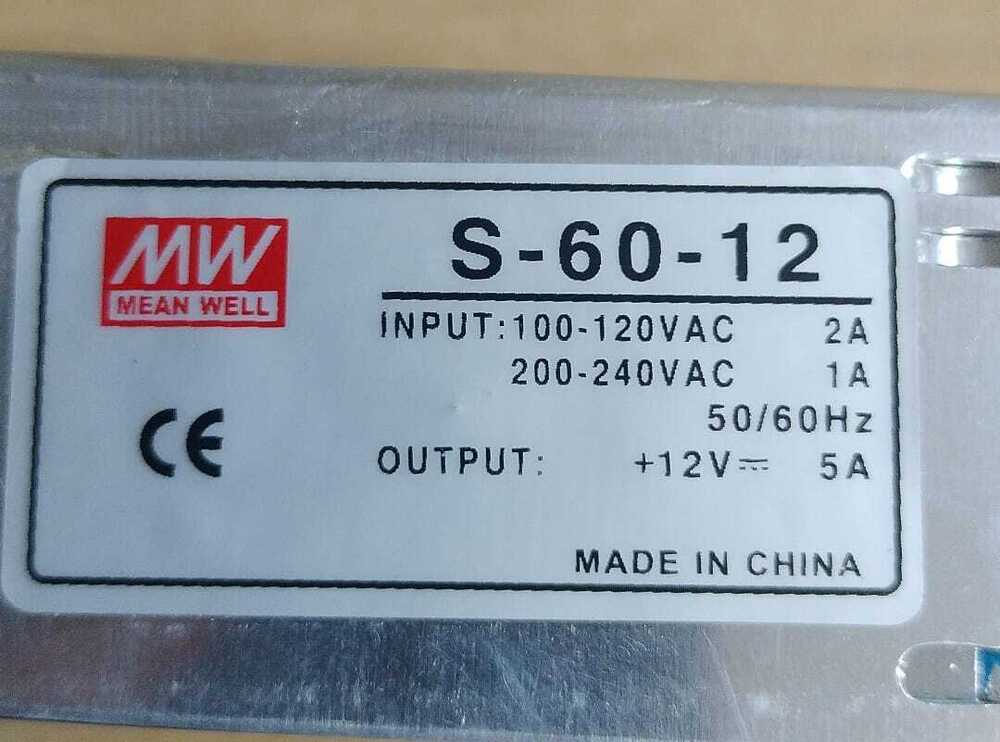 MW
MEAN WELL
S-60-12
INPUT:100-120VAC 2A
200-240VAC 1A
50/60Hz
CE
OUTPUT: +12V⎓ 5A
MADE IN CHINA